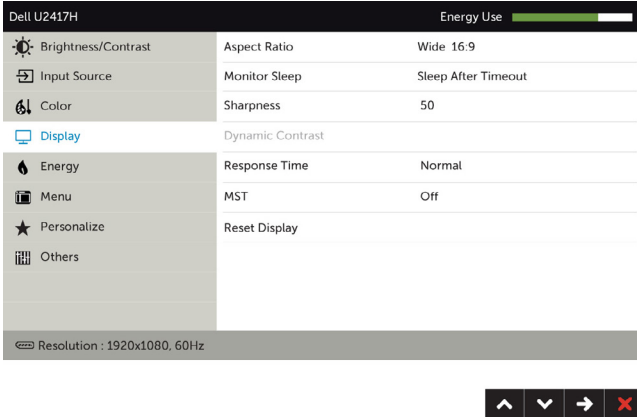 Dell U2417H Energy Use
Brightness/Contrast Aspect Ratio Wide 16:9
Input Source Monitor Sleep Sleep After Timeout
Color Sharpness 50
Display Dynamic Contrast
Energy Response Time Normal
Menu MST Off
Personalize Reset Display
Others
Resolution : 1920x1080, 60Hz